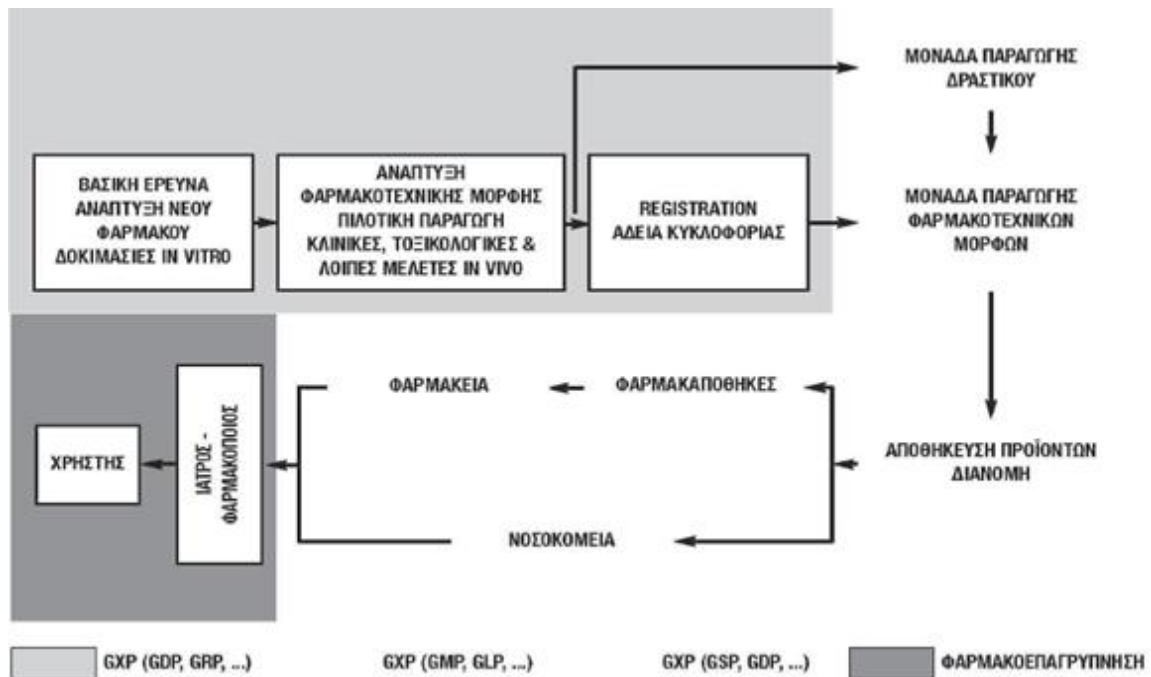 ΜΟΝΑΔΑ ΠΑΡΑΓΩΓΗΣ
ΔΡΑΣΤΙΚΟΥ
ΒΑΣΙΚΗ ΕΡΕΥΝΑ
ΑΝΑΠΤΥΞΗ ΝΕΟΥ
ΦΑΡΜΑΚΟΥ
ΔΟΚΙΜΑΣΙΕΣ IN VITRO
ΑΝΑΠΤΥΞΗ
ΦΑΡΜΑΚΟΤΕΧΝΙΚΗΣ ΜΟΡΦΗΣ
ΠΙΛΟΤΙΚΗ ΠΑΡΑΓΩΓΗ
ΚΛΙΝΙΚΕΣ, ΤΟΞΙΚΟΛΟΓΙΚΕΣ &
ΛΟΙΠΕΣ ΜΕΛΕΤΕΣ IN VIVO
REGISTRATION
ΑΔΕΙΑ ΚΥΚΛΟΦΟΡΙΑΣ
ΜΟΝΑΔΑ ΠΑΡΑΓΩΓΗΣ
ΦΑΡΜΑΚΟΤΕΧΝΙΚΩΝ
ΜΟΡΦΩΝ
ΦΑΡΜΑΚΕΙΑ
ΦΑΡΜΑΚΑΠΟΘΗΚΕΣ
ΑΠΟΘΗΚΕΥΣΗ ΠΡΟΪΟΝΤΩΝ
ΔΙΑΝΟΜΗ
ΝΟΣΟΚΟΜΕΙΑ
ΙΑΤΡΟΣ -
ΦΑΡΜΑΚΟΠΟΙΟΣ
ΧΡΗΣΤΗΣ
GXP (GDP, GRP, ...)
GXP (GMP, GLP, ...)
GXP (GSP, GDP, ...)
ΦΑΡΜΑΚΟΕΠΑΓΡΥΠΝΗΣΗ